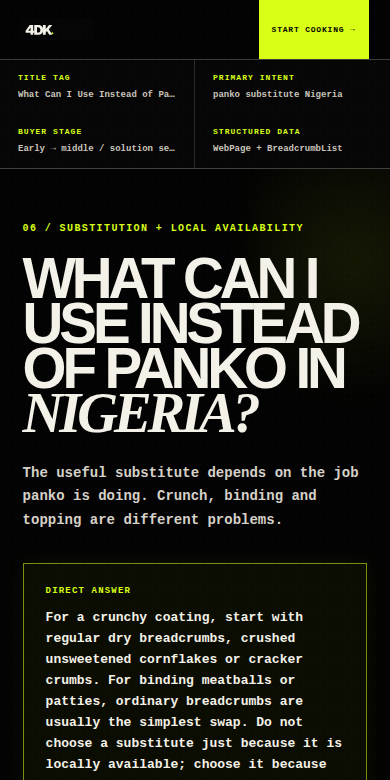 4DK.
START COOKING →
TITLE TAG
What Can I Use Instead of Pa…
PRIMARY INTENT
panko substitute Nigeria
BUYER STAGE
Early → middle / solution se…
STRUCTURED DATA
WebPage + BreadcrumbList
06 / SUBSTITUTION + LOCAL AVAILABILITY
WHAT CAN I
USE INSTEAD
OF PANKO IN
NIGERIA?
The useful substitute depends on the job
panko is doing. Crunch, binding and
topping are different problems.
DIRECT ANSWER
For a crunchy coating, start with
regular dry breadcrumbs, crushed
unsweetened cornflakes or cracker
crumbs. For binding meatballs or
patties, ordinary breadcrumbs are
usually the simplest swap. Do not
choose a substitute just because it is
locally available; choose it because